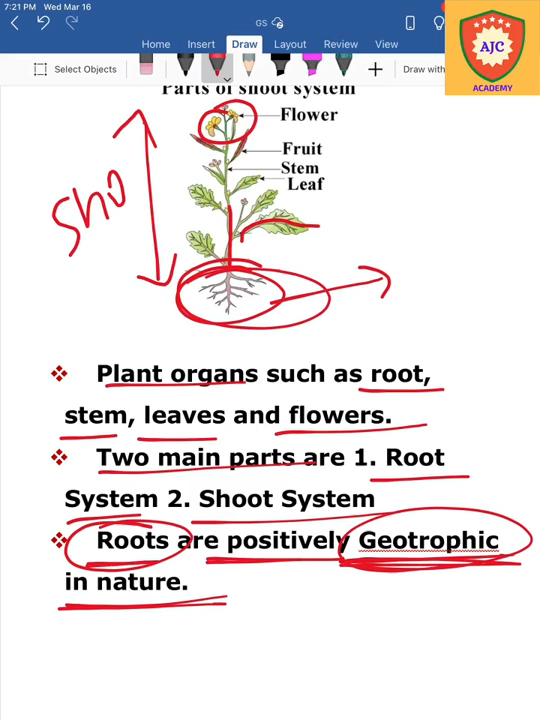 7:21 PM Wed Mar 16
GS
Home Insert Draw Layout Review View
AJC
ACADEMY
Select Objects
Draw with
Parts of shoot system
Flower
Fruit
Stem
Leaf
Sho
❖ Plant organs such as root,
stem, leaves and flowers.
❖ Two main parts are 1. Root
System 2. Shoot System
❖ Roots are positively Geotrophic
in nature.